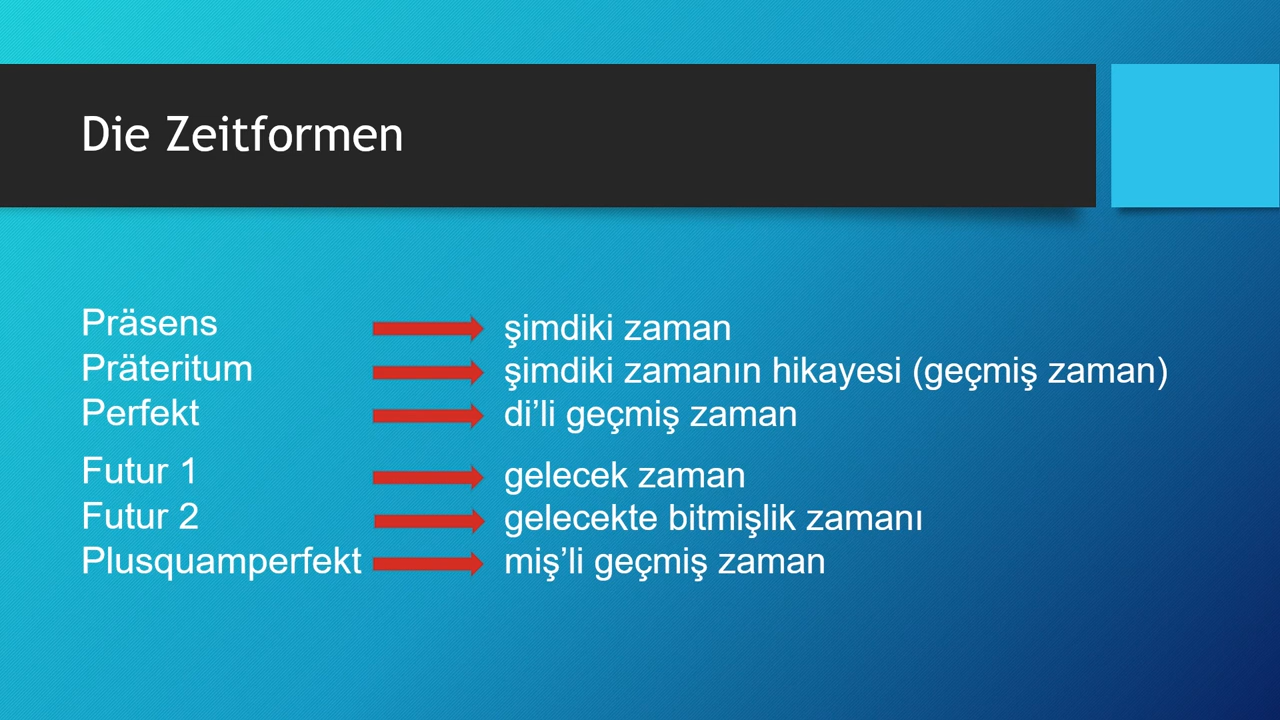 Die Zeitformen
Präsens şimdiki zaman
Präteritum şimdiki zamanın hikayesi (geçmiş zaman)
Perfekt di’li geçmiş zaman
Futur 1 gelecek zaman
Futur 2 gelecekte bitmişlik zamanı
Plusquamperfekt miş’li geçmiş zaman